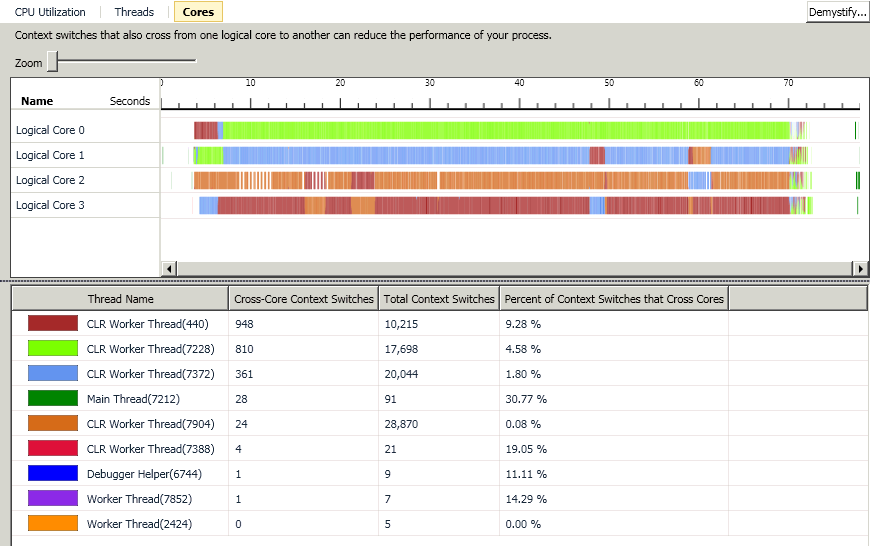 CPU Utilization Threads Cores Demystify...
Context switches that also cross from one logical core to another can reduce the performance of your process.
Zoom
Name Seconds 0 10 20 30 40 50 60 70
Logical Core 0
Logical Core 1
Logical Core 2
Logical Core 3
Thread Name Cross-Core Context Switches Total Context Switches Percent of Context Switches that Cross Cores
CLR Worker Thread(440) 948 10,215 9.28 %
CLR Worker Thread(7228) 810 17,698 4.58 %
CLR Worker Thread(7372) 361 20,044 1.80 %
Main Thread(7212) 28 91 30.77 %
CLR Worker Thread(7904) 24 28,870 0.08 %
CLR Worker Thread(7388) 4 21 19.05 %
Debugger Helper(6744) 1 9 11.11 %
Worker Thread(7852) 1 7 14.29 %
Worker Thread(2424) 0 5 0.00 %